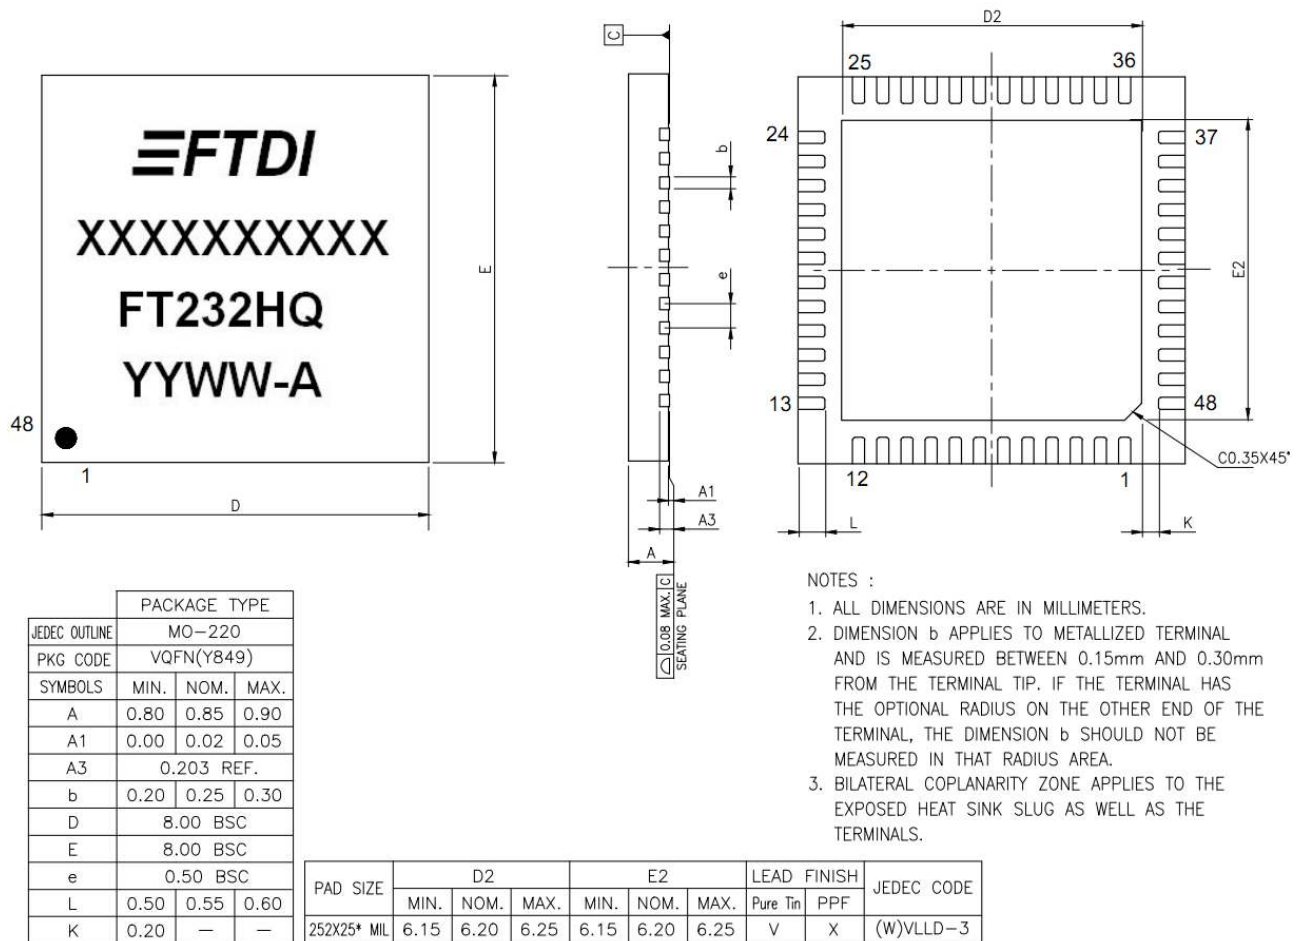 FTDI
XXXXXXXXXX
FT232HQ
YYWW-A
48
1
D
E
C
b
e
A1
A3
A
0.08 MAX. C
SEATING PLANE
D2
25 36
24 37
E2
13 48
12 1
C0.35X45°
L K
PACKAGE TYPE
JEDEC OUTLINE MO-220
PKG CODE VQFN(Y849)
SYMBOLS MIN. NOM. MAX.
A 0.80 0.85 0.90
A1 0.00 0.02 0.05
A3 0.203 REF.
b 0.20 0.25 0.30
D 8.00 BSC
E 8.00 BSC
e 0.50 BSC
L 0.50 0.55 0.60
K 0.20 — —
NOTES :
1. ALL DIMENSIONS ARE IN MILLIMETERS.
2. DIMENSION b APPLIES TO METALLIZED TERMINAL
AND IS MEASURED BETWEEN 0.15mm AND 0.30mm
FROM THE TERMINAL TIP. IF THE TERMINAL HAS
THE OPTIONAL RADIUS ON THE OTHER END OF THE
TERMINAL, THE DIMENSION b SHOULD NOT BE
MEASURED IN THAT RADIUS AREA.
3. BILATERAL COPLANARITY ZONE APPLIES TO THE
EXPOSED HEAT SINK SLUG AS WELL AS THE
TERMINALS.
PAD SIZE D2 E2 LEAD FINISH JEDEC CODE
MIN. NOM. MAX. MIN. NOM. MAX. Pure Tin PPF
252X25* MIL 6.15 6.20 6.25 6.15 6.20 6.25 V X (W)VLLD-3